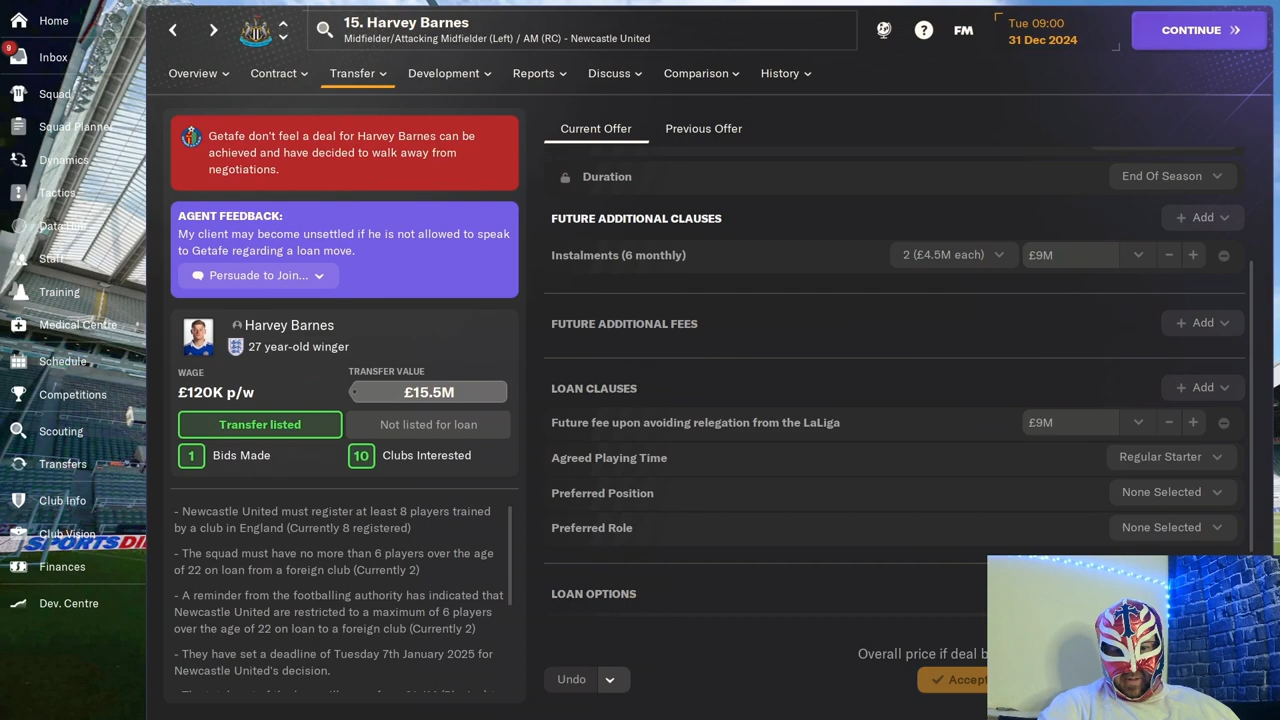 Home
9
Inbox
Squad
Squad Planner
Dynamics
Tactics
Data Hub
Staff
Training
Medical Centre
Schedule
Competitions
Scouting
Transfers
Club Info
Club Vision
SPORTS DI
Finances
Dev. Centre
15. Harvey Barnes
Midfielder/Attacking Midfielder (Left) / AM (RC) - Newcastle United
?
FM
Tue 09:00
31 Dec 2024
CONTINUE
Overview
Contract
Transfer
Development
Reports
Discuss
Comparison
History
Getafe don't feel a deal for Harvey Barnes can be
achieved and have decided to walk away from
negotiations.
AGENT FEEDBACK:
My client may become unsettled if he is not allowed to speak
to Getafe regarding a loan move.
Persuade to Join...
Harvey Barnes
27 year-old winger
WAGE
TRANSFER VALUE
£120K p/w
£15.5M
Transfer listed
Not listed for loan
1
Bids Made
10
Clubs Interested
- Newcastle United must register at least 8 players trained
by a club in England (Currently 8 registered)
- The squad must have no more than 6 players over the age
of 22 on loan from a foreign club (Currently 2)
- A reminder from the footballing authority has indicated that
Newcastle United are restricted to a maximum of 6 players
over the age of 22 on loan to a foreign club (Currently 2)
- They have set a deadline of Tuesday 7th January 2025 for
Newcastle United's decision.
Current Offer
Previous Offer
Duration
End Of Season
FUTURE ADDITIONAL CLAUSES
+ Add
Instalments (6 monthly)
2 (£4.5M each)
£9M
FUTURE ADDITIONAL FEES
+ Add
LOAN CLAUSES
+ Add
Future fee upon avoiding relegation from the LaLiga
£9M
Agreed Playing Time
Regular Starter
Preferred Position
None Selected
Preferred Role
None Selected
LOAN OPTIONS
Overall price if deal b
Undo
Accept